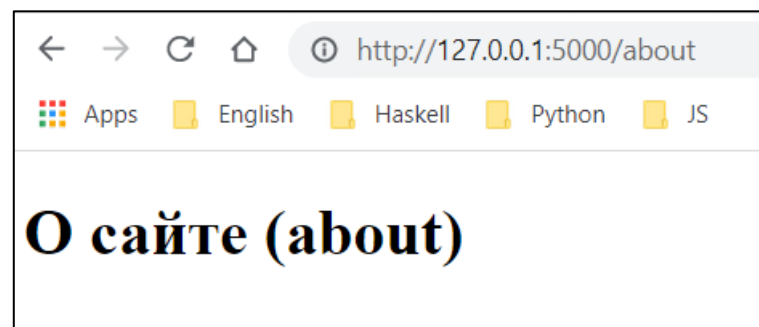 http://127.0.0.1:5000/about
Apps English Haskell Python JS
О сайте (about)